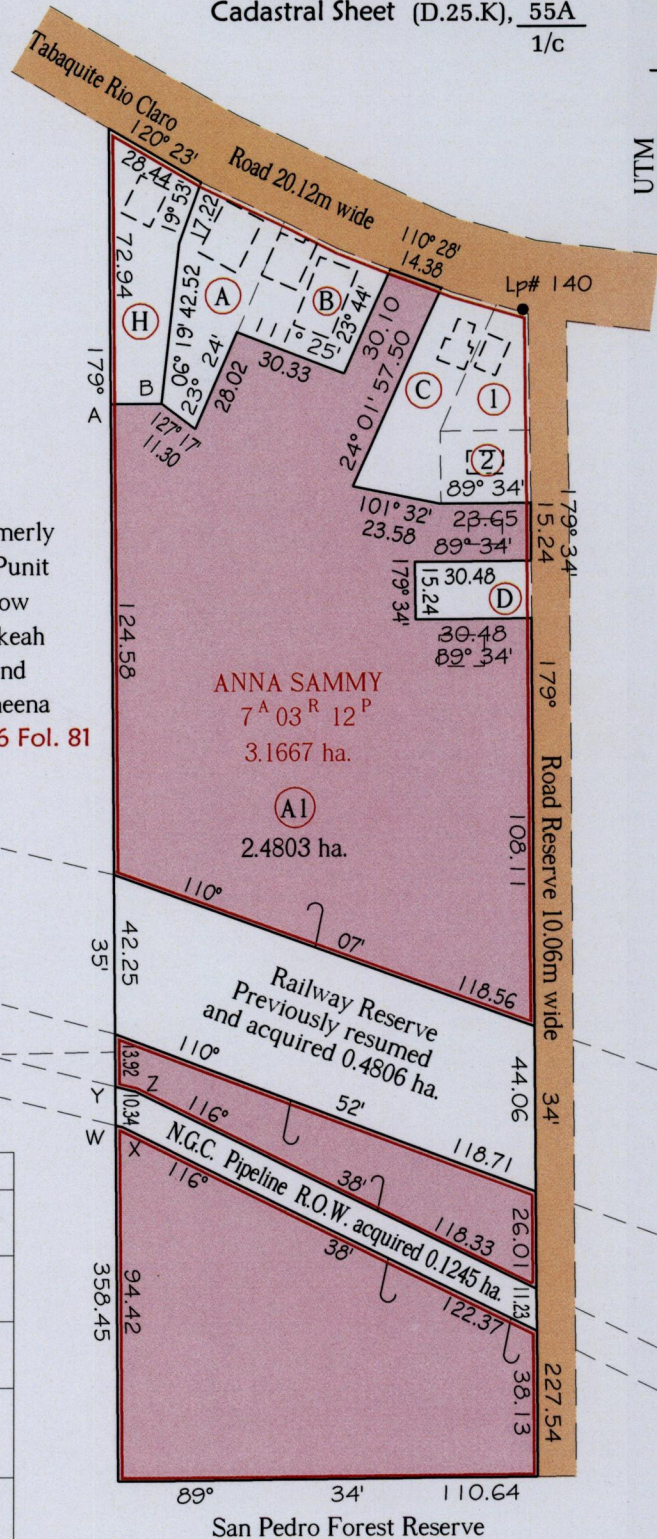 Cadastral Sheet (D.25.K), 55A
1/c
UTM
Tabaquite Rio Claro
Road 20.12m wide
120° 23'
28.44
19° 53'
17.22
110° 28'
14.38
Lp# 140
72.94
H
A
B
06° 19' 42.52
23° 24'
28.02
111° 25'
30.33
23° 44'
30.10
24° 01' 57.50
C
1
2
179°
A
B
127° 17'
11.30
101° 32'
23.58
89° 34'
23.65
89° 34'
15.24
179° 34'
179° 34'
15.24
30.48
D
30.48
89° 34'
merly
Punit
ow
keah
nd
neena
6 Fol. 81
124.58
ANNA SAMMY
7 A 03 R 12 P
3.1667 ha.
A1
2.4803 ha.
179°
Road Reserve 10.06m wide
108.11
110°
07'
118.56
35'
42.25
Railway Reserve
Previously resumed
and acquired 0.4806 ha.
44.06
34'
13.92
110°
52'
118.71
Y
Z
10.34
W
X
116°
38'
118.33
26.01
N.G.C. Pipeline R.O.W. acquired 0.1245 ha.
11.23
116°
38'
122.37
358.45
94.42
38.13
227.54
89°
34'
110.64
San Pedro Forest Reserve